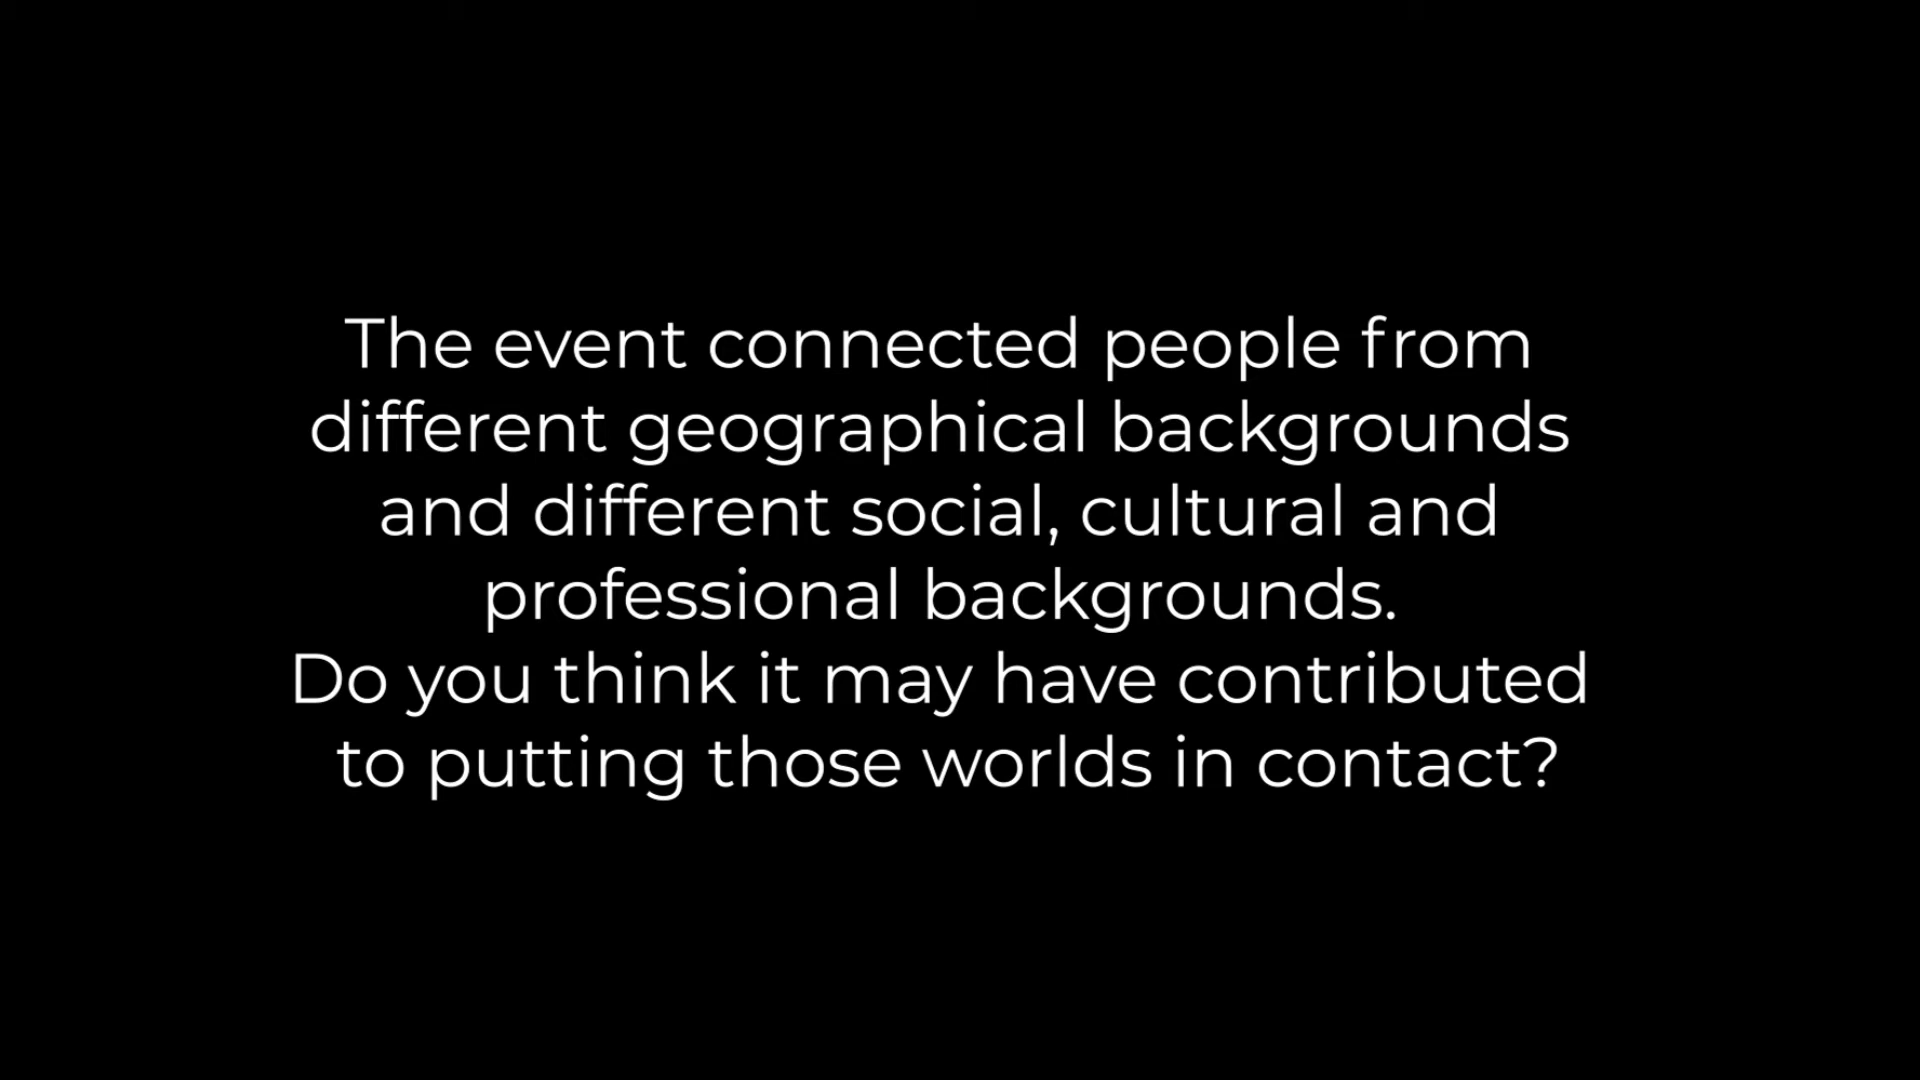 The event connected people from
different geographical backgrounds
and different social, cultural and
professional backgrounds.
Do you think it may have contributed
to putting those worlds in contact?